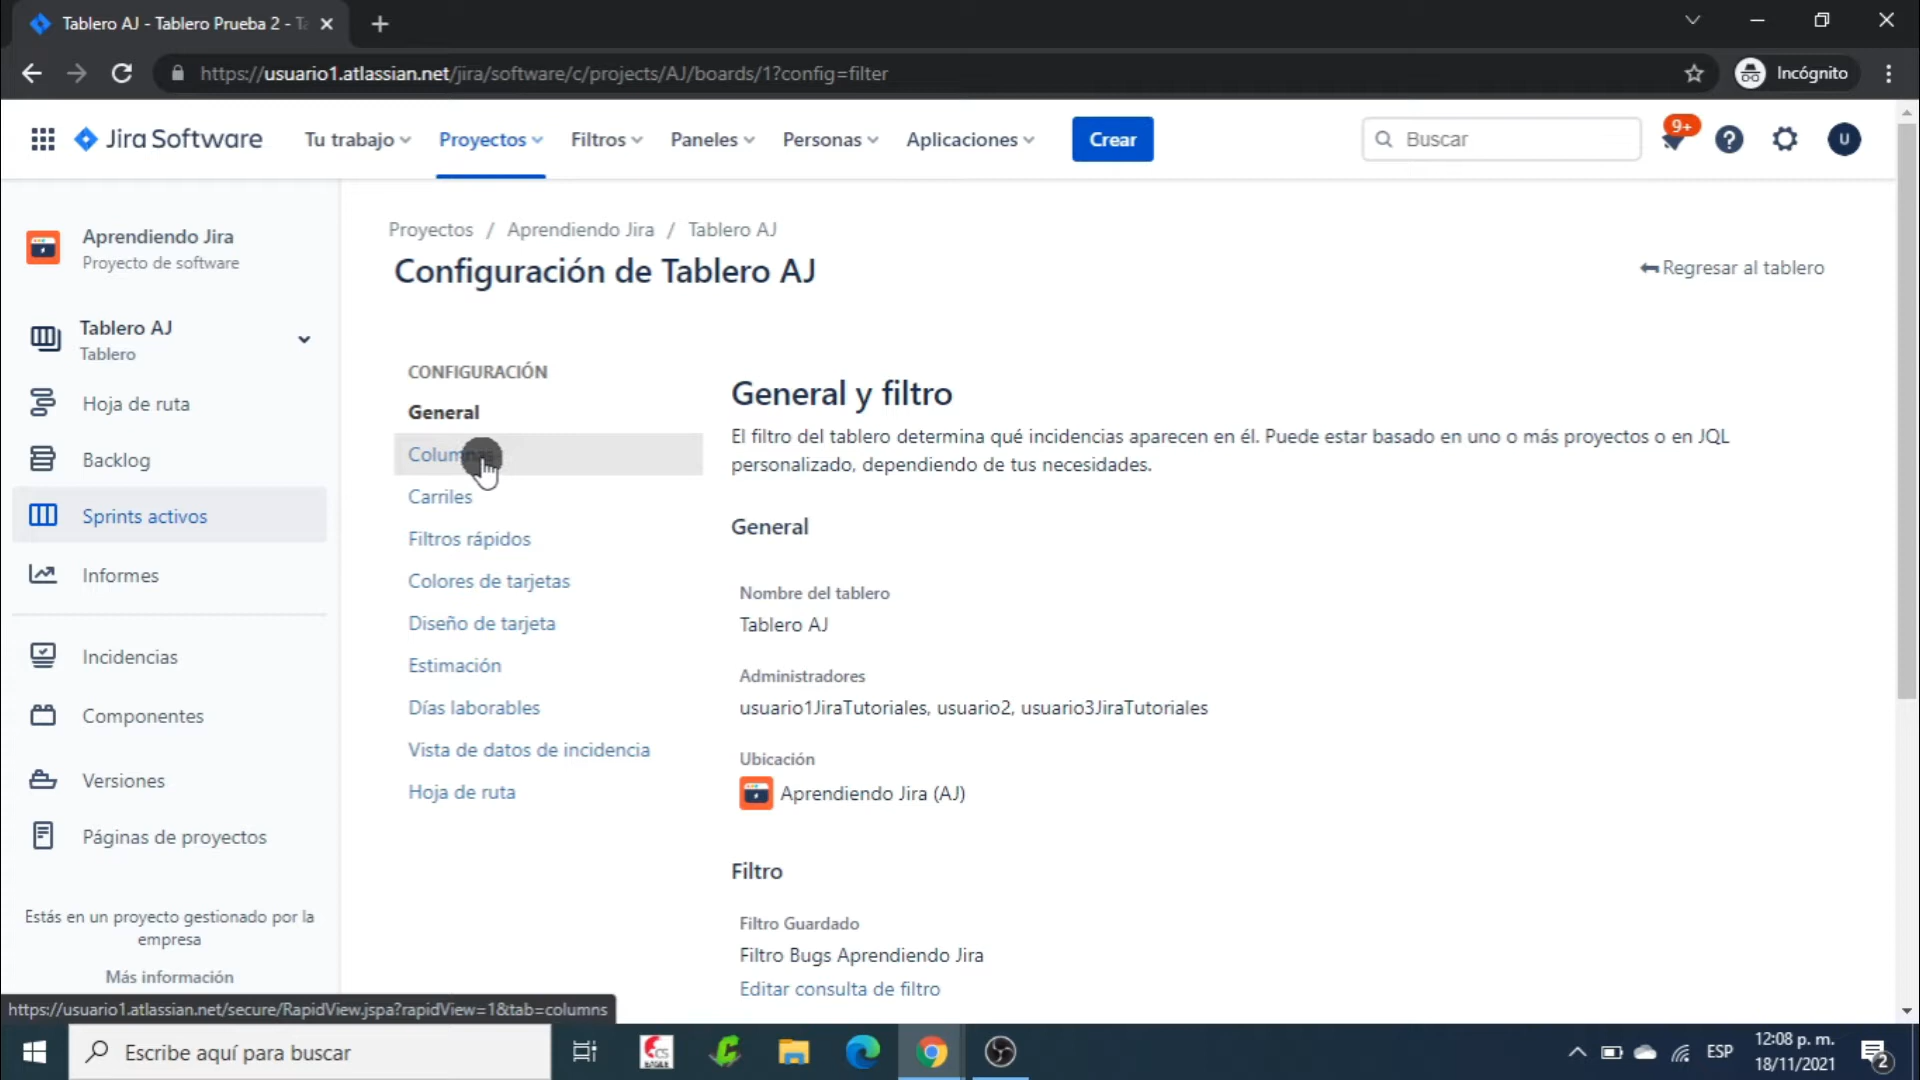 Tablero AJ - Tablero Prueba 2 -
https://usuario1.atlassian.net/jira/software/c/projects/AJ/boards/1?config=filter
Incógnito
Jira Software
Tu trabajo
Proyectos
Filtros
Paneles
Personas
Aplicaciones
Crear
Buscar
9+
?
U
Aprendiendo Jira
Proyecto de software
Tablero AJ
Tablero
Hoja de ruta
Backlog
Sprints activos
Informes
Incidencias
Componentes
Versiones
Páginas de proyectos
Estás en un proyecto gestionado por la
empresa
Más información
Proyectos / Aprendiendo Jira / Tablero AJ
Configuración de Tablero AJ
Regresar al tablero
CONFIGURACIÓN
General
Columnas
Carriles
Filtros rápidos
Colores de tarjetas
Diseño de tarjeta
Estimación
Días laborables
Vista de datos de incidencia
Hoja de ruta
General y filtro
El filtro del tablero determina qué incidencias aparecen en él. Puede estar basado en uno o más proyectos o en JQL
personalizado, dependiendo de tus necesidades.
General
Nombre del tablero
Tablero AJ
Administradores
usuario1JiraTutoriales, usuario2, usuario3JiraTutoriales
Ubicación
Aprendiendo Jira (AJ)
Filtro
Filtro Guardado
Filtro Bugs Aprendiendo Jira
Editar consulta de filtro
https://usuario1.atlassian.net/secure/RapidView.jspa?rapidView=1&tab=columns
Escribe aquí para buscar
ESP
12:08 p. m.
18/11/2021
2